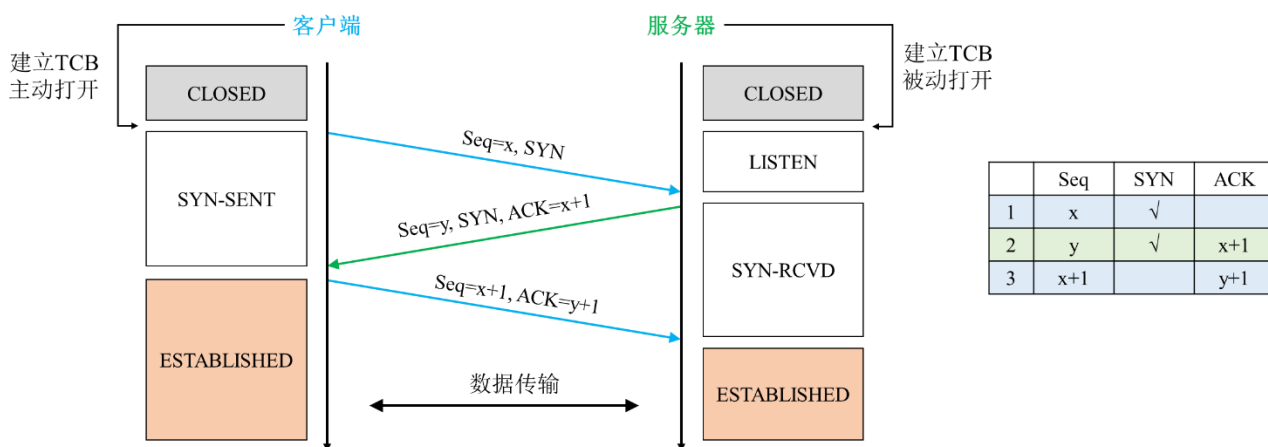 客户端
服务器
建立TCB
主动打开
建立TCB
被动打开
CLOSED
CLOSED
Seq=x, SYN
LISTEN
SYN-SENT
Seq=y, SYN, ACK=x+1
SYN-RCVD
Seq=x+1, ACK=y+1
ESTABLISHED
数据传输
ESTABLISHED
Seq SYN ACK
1 x √
2 y √ x+1
3 x+1 y+1